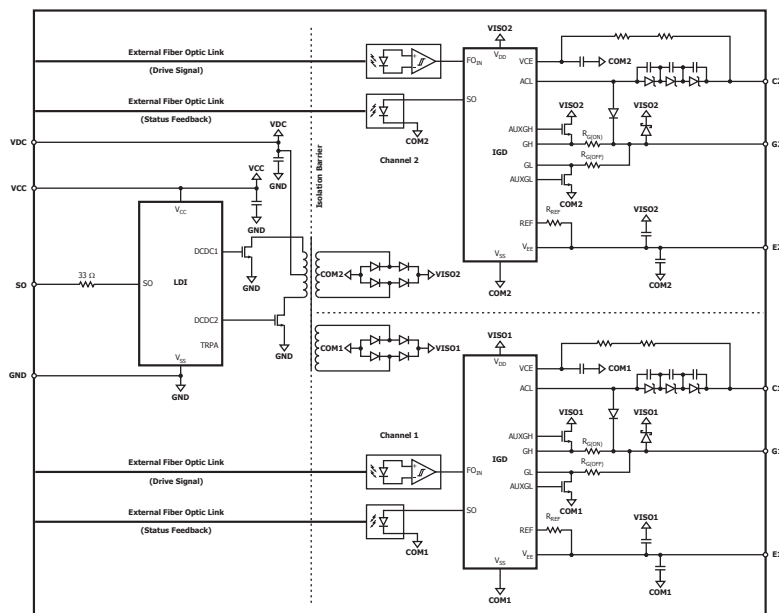 VISO2
External Fiber Optic Link
(Drive Signal)
FO_IN
V_DD
VCE
COM2
ACL
C2
External Fiber Optic Link
(Status Feedback)
SO
COM2
VISO2
VISO2
AUXGH
R_G(ON)
VDC
VDC
Isolation Barrier
Channel 2
IGD
GH
G2
GND
GL
R_G(OFF)
VCC
VCC
AUXGL
COM2
V_CC
GND
REF
R_REF
VISO2
DCDC1
V_EE
E2
GND
COM2
VISO2
V_SS
COM2
COM2
SO
33 Ω
SO
LDI
DCDC2
GND
TRPA
COM1
VISO1
VISO1
V_DD
V_SS
GND
GND
VCE
COM1
ACL
C1
VISO1
VISO1
Channel 1
AUXGH
R_G(ON)
IGD
GH
G1
External Fiber Optic Link
(Drive Signal)
FO_IN
GL
R_G(OFF)
AUXGL
COM1
External Fiber Optic Link
(Status Feedback)
SO
COM1
REF
R_REF
VISO1
V_EE
E1
V_SS
COM1
COM1